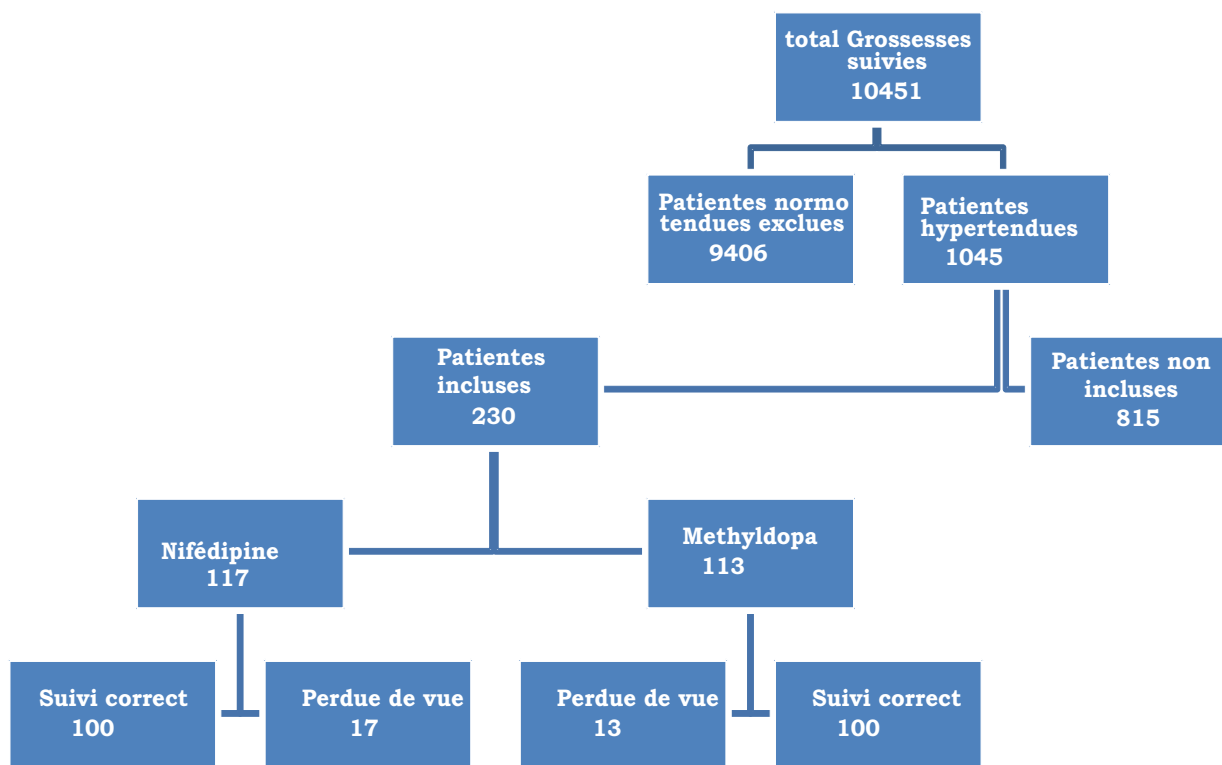 total Grossesses
suivies
10451
Patientes normo
tendues exclues
9406
Patientes
hypertendues
1045
Patientes
incluses
230
Patientes non
incluses
815
Nifédipine
117
Methyldopa
113
Suivi correct
100
Perdue de vue
17
Perdue de vue
13
Suivi correct
100